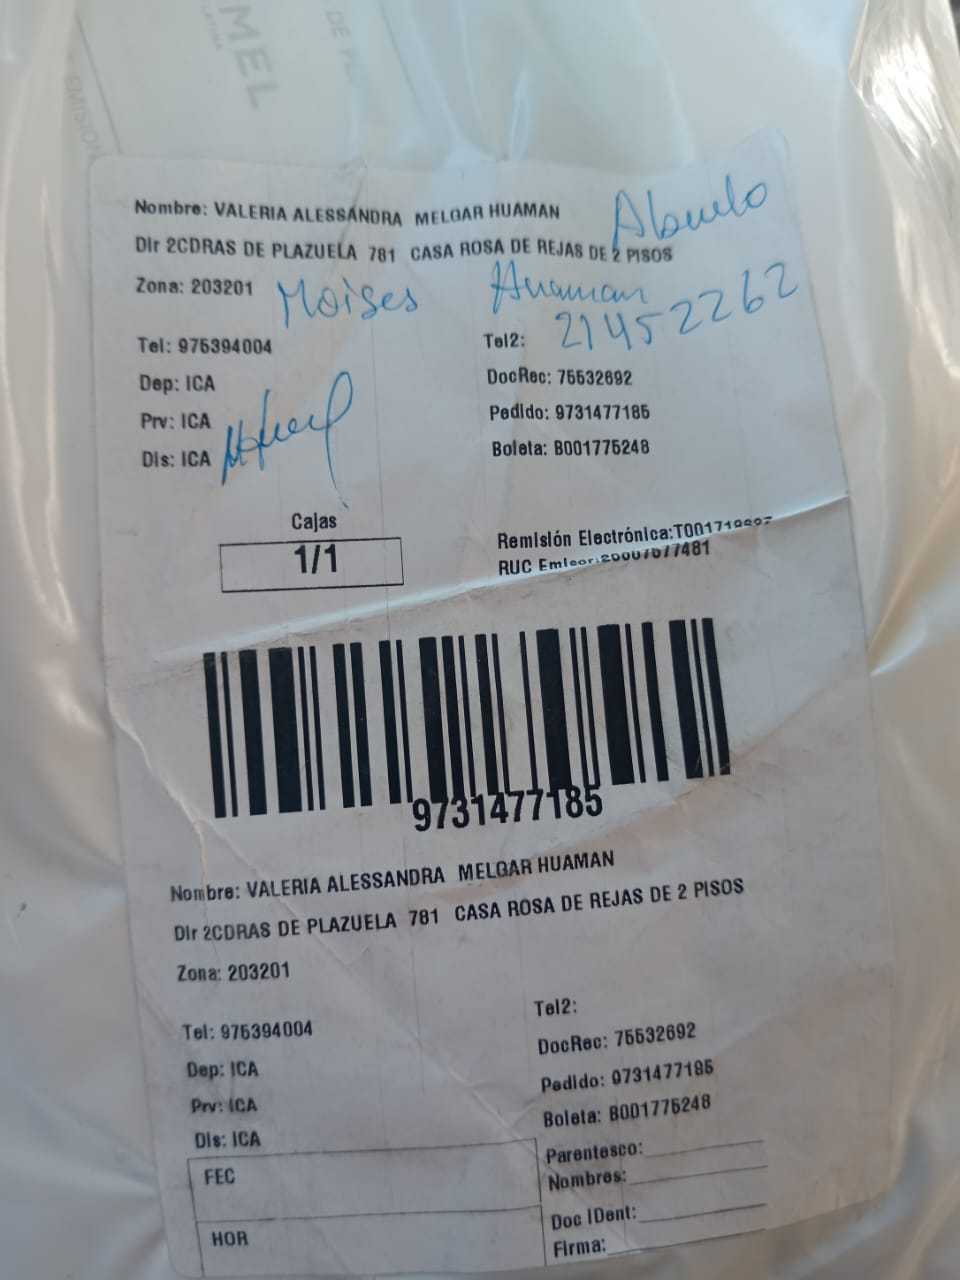 MEL
DE P
EMISION
Nombre: VALERIA ALESSANDRA MELGAR HUAMAN
Abuelo
Dir 2CDRAS DE PLAZUELA 781 CASA ROSA DE REJAS DE 2 PISOS
Zona: 203201
Moises Huaman
21452262
Tel: 975394004 Tel2:
Dep: ICA DocRec: 75532692
Prv: ICA Pedido: 9731477185
Dis: ICA Boleta: B001775248
Cajas
1/1
Remisión Electrónica:
RUC Emisor:
9731477185
Nombre: VALERIA ALESSANDRA MELGAR HUAMAN
Dir 2CDRAS DE PLAZUELA 781 CASA ROSA DE REJAS DE 2 PISOS
Zona: 203201
Tel2:
Tel: 975394004 DocRec: 75532692
Dep: ICA Pedido: 9731477185
Prv: ICA Boleta: B001775248
Dis: ICA
Parentesco:
FEC Nombres:
Doc IDent:
HOR Firma: